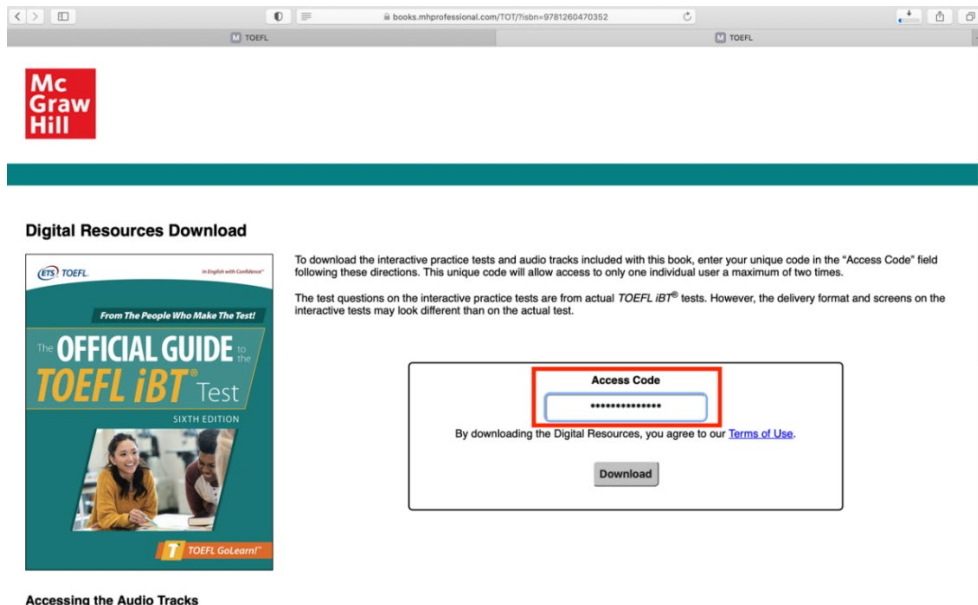 books.mhprofessional.com/TOT/?isbn=9781260470352
TOEFL
TOEFL
Mc
Graw
Hill
Digital Resources Download
ETS TOEFL.
in English with Confidence™
From The People Who Make The Test!
The OFFICIAL GUIDE to the
TOEFL iBT® Test
SIXTH EDITION
TOEFL GoLearn!™
To download the interactive practice tests and audio tracks included with this book, enter your unique code in the “Access Code” field
following these directions. This unique code will allow access to only one individual user a maximum of two times.
The test questions on the interactive practice tests are from actual TOEFL iBT® tests. However, the delivery format and screens on the
interactive tests may look different than on the actual test.
Access Code
••••••••••••••
By downloading the Digital Resources, you agree to our Terms of Use.
Download
Accessing the Audio Tracks